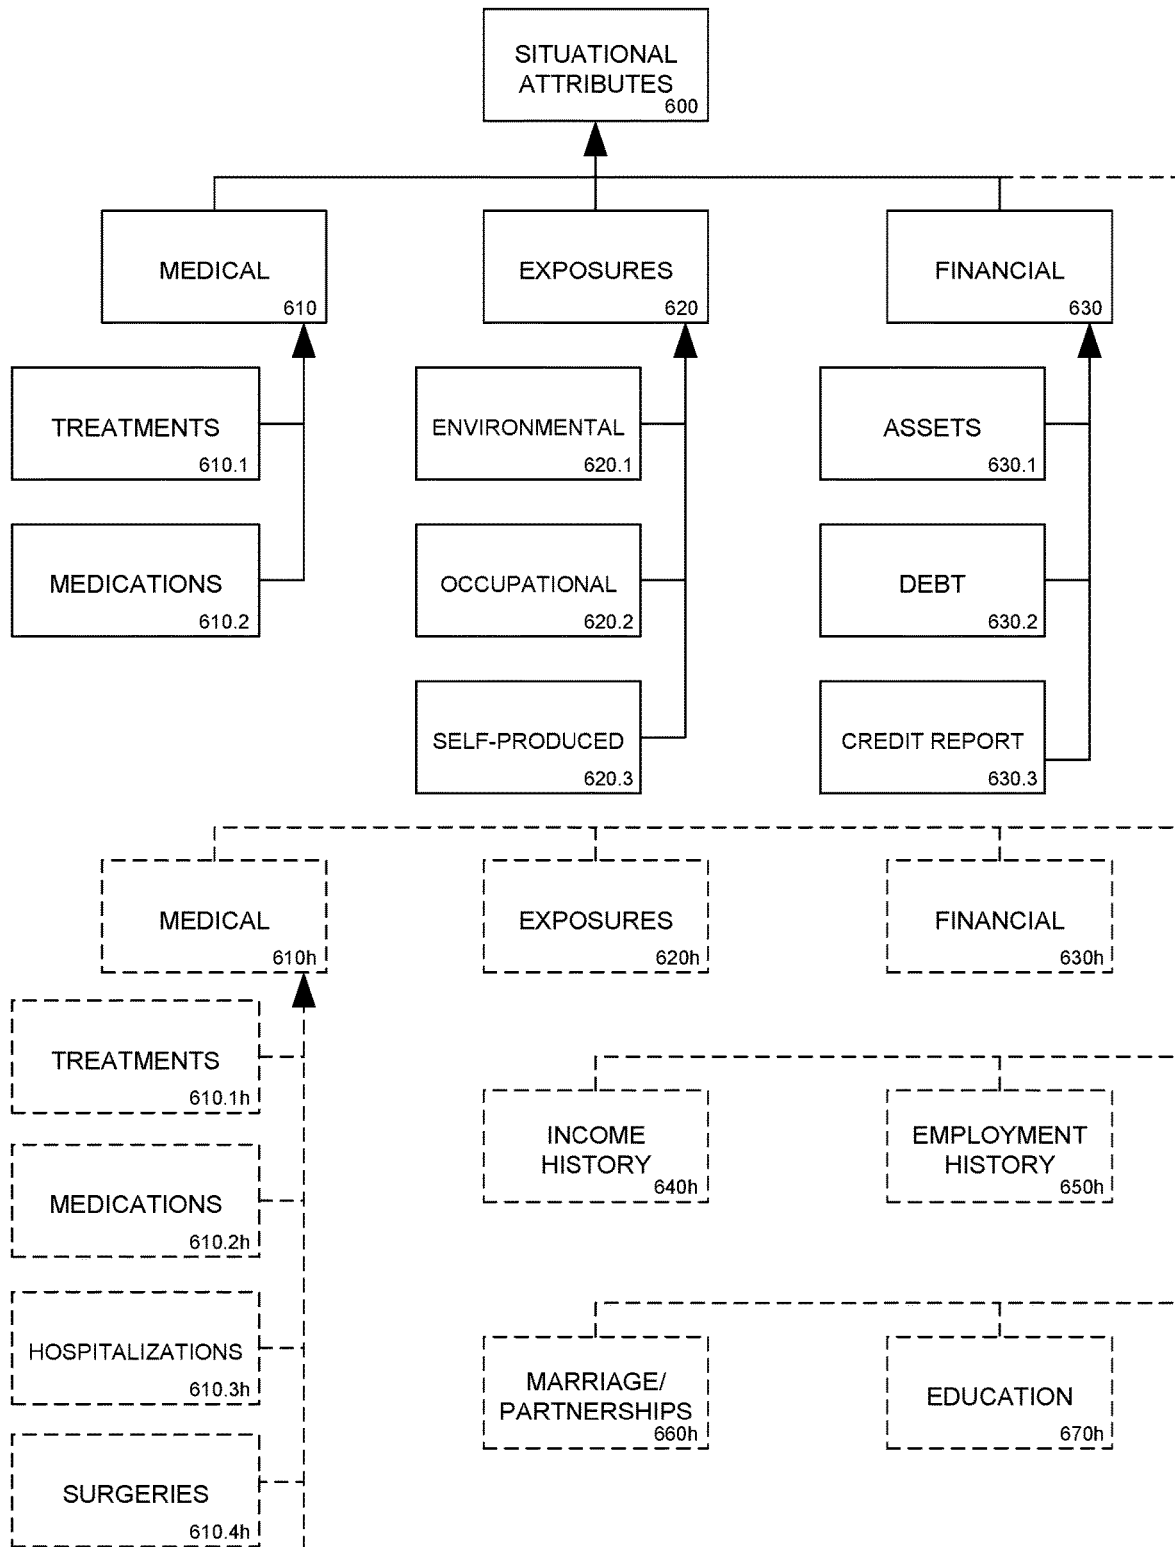 SITUATIONAL
ATTRIBUTES
600
MEDICAL
610
EXPOSURES
620
FINANCIAL
630
TREATMENTS
610.1
ENVIRONMENTAL
620.1
ASSETS
630.1
MEDICATIONS
610.2
OCCUPATIONAL
620.2
DEBT
630.2
SELF-PRODUCED
620.3
CREDIT REPORT
630.3
MEDICAL
610h
EXPOSURES
620h
FINANCIAL
630h
TREATMENTS
610.1h
INCOME
HISTORY
640h
EMPLOYMENT
HISTORY
650h
MEDICATIONS
610.2h
HOSPITALIZATIONS
610.3h
MARRIAGE/
PARTNERSHIPS
660h
EDUCATION
670h
SURGERIES
610.4h